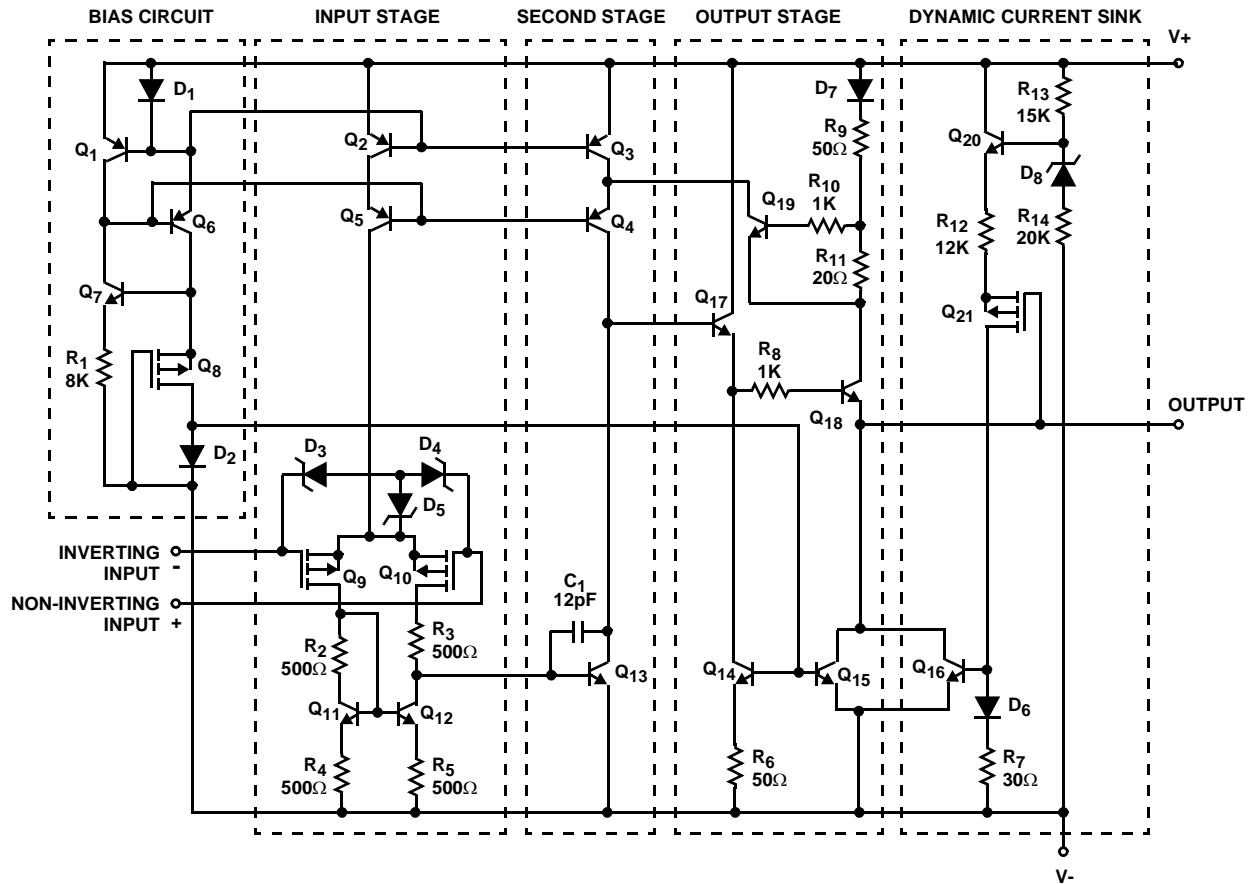 BIAS CIRCUIT
INPUT STAGE
SECOND STAGE
OUTPUT STAGE
DYNAMIC CURRENT SINK
V+
D1
Q1
Q6
Q7
R1
8K
Q8
D2
Q2
Q5
D3
D4
D5
Q9
Q10
INVERTING
INPUT -
NON-INVERTING
INPUT +
R2
500Ω
R3
500Ω
Q11
Q12
R4
500Ω
R5
500Ω
Q3
Q4
C1
12pF
Q13
D7
R9
50Ω
R10
1K
Q19
R11
20Ω
Q17
R8
1K
Q18
Q14
Q15
R6
50Ω
R13
15K
Q20
D8
R12
12K
R14
20K
Q21
OUTPUT
Q16
D6
R7
30Ω
V-